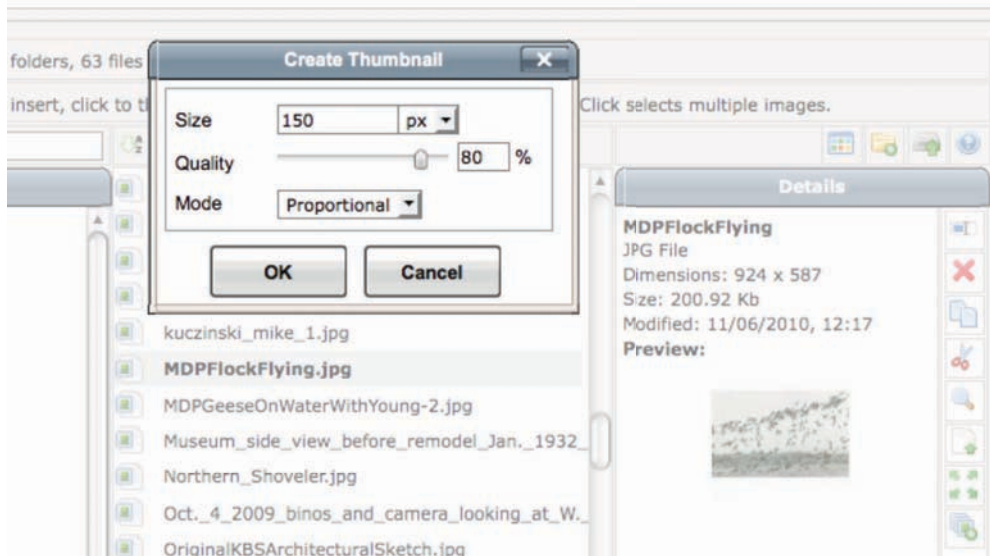 folders, 63 files
Create Thumbnail
insert, click to t
Click selects multiple images.
Size 150 px
Quality 80 %
Mode Proportional
OK Cancel
Details
MDPFlockFlying
JPG File
Dimensions: 924 x 587
Size: 200.92 Kb
Modified: 11/06/2010, 12:17
Preview:
kuczinski_mike_1.jpg
MDPFlockFlying.jpg
MDPGeeseOnWaterWithYoung-2.jpg
Museum_side_view_before_remodel_Jan._1932_
Northern_Shoveler.jpg
Oct._4_2009_binos_and_camera_looking_at_W._
OriginalKBSArchitecturalSketch.jpg